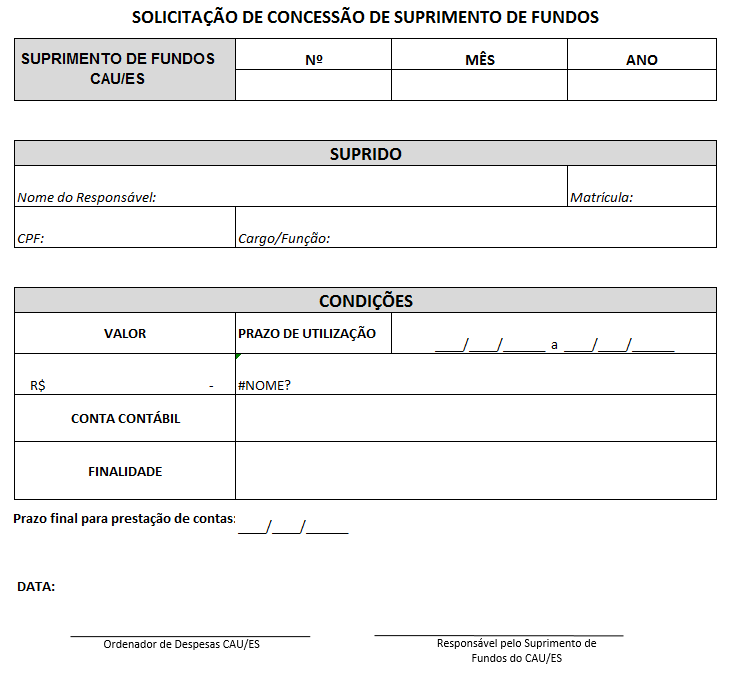 SOLICITAÇÃO DE CONCESSÃO DE SUPRIMENTO DE FUNDOS
SUPRIMENTO DE FUNDOS
CAU/ES
Nº MÊS ANO
SUPRIDO
Nome do Responsável: Matrícula:
CPF: Cargo/Função:
CONDIÇÕES
VALOR PRAZO DE UTILIZAÇÃO ____/____/______ a ____/____/______
R$ - #NOME?
CONTA CONTÁBIL
FINALIDADE
Prazo final para prestação de contas: ____/____/______
DATA:
Ordenador de Despesas CAU/ES
Responsável pelo Suprimento de
Fundos do CAU/ES